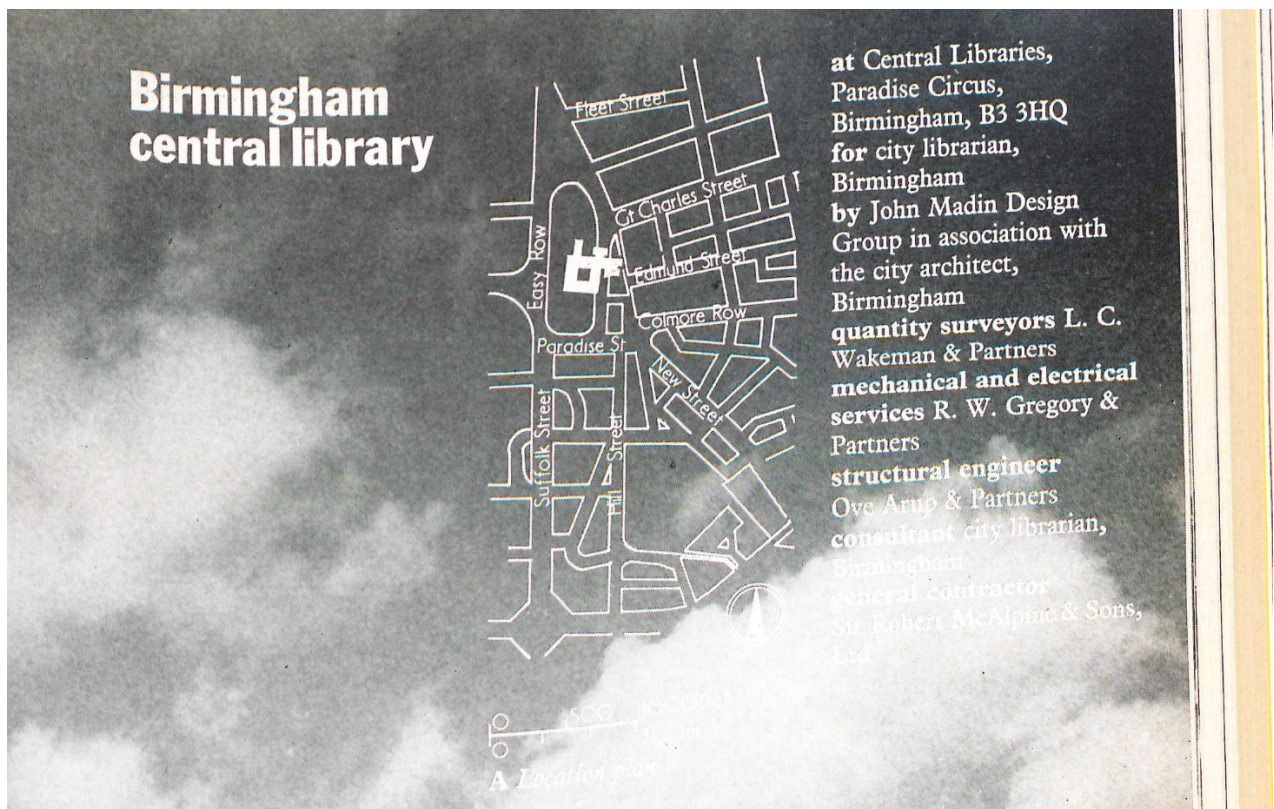 Birmingham
central library
Fleet Street
Gt Charles Street
Easy Row
Edmund Street
Colmore Row
Paradise St
New Street
Suffolk Street
Hill Street
0
500
0
A Location plan
at Central Libraries,
Paradise Circus,
Birmingham, B3 3HQ
for city librarian,
Birmingham
by John Madin Design
Group in association with
the city architect,
Birmingham
quantity surveyors L. C.
Wakeman & Partners
mechanical and electrical
services R. W. Gregory &
Partners
structural engineer
Ove Arup & Partners
consultant city librarian,
Birmingham
general contractor
Sir Robert McAlpine & Sons,
Ltd